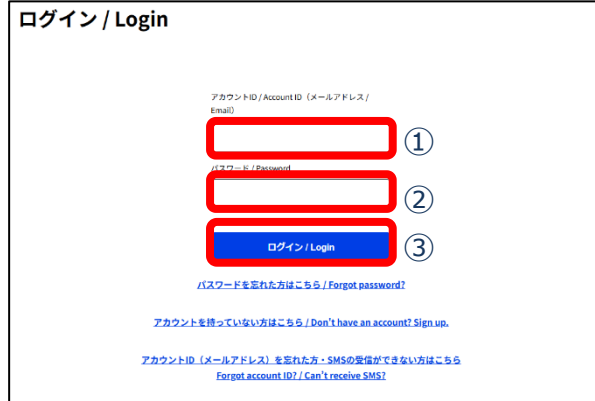 ログイン / Login
アカウントID / Account ID（メールアドレス /
Email）
①
パスワード / Password
②
ログイン / Login
③
パスワードを忘れた方はこちら / Forgot password?
アカウントを持っていない方はこちら / Don't have an account? Sign up.
アカウントID（メールアドレス）を忘れた方・SMSの受信ができない方はこちら
Forgot account ID? / Can't receive SMS?